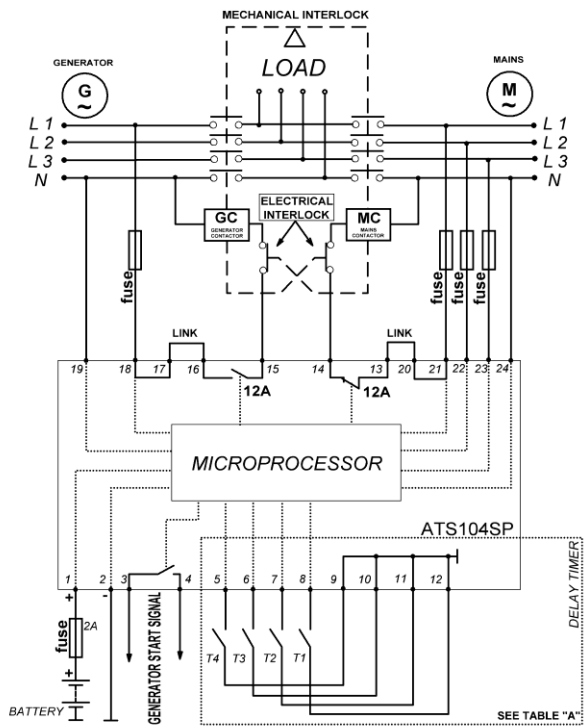 MECHANICAL INTERLOCK
GENERATOR
MAINS
G
~
LOAD
M
~
L 1
L 1
L 2
L 2
L 3
L 3
N
N
ELECTRICAL
INTERLOCK
GC
GENERATOR
CONTACTOR
MC
MAINS
CONTACTOR
fuse
fuse
fuse
fuse
LINK
LINK
19
18
17
16
15
14
13
20
21
22
23
24
12A
12A
MICROPROCESSOR
ATS104SP
1
2
3
4
5
6
7
8
9
10
11
12
+
-
fuse
2A
+
BATTERY
GENERATOR START SIGNAL
T4
T3
T2
T1
DELAY TIMER
SEE TABLE "A"